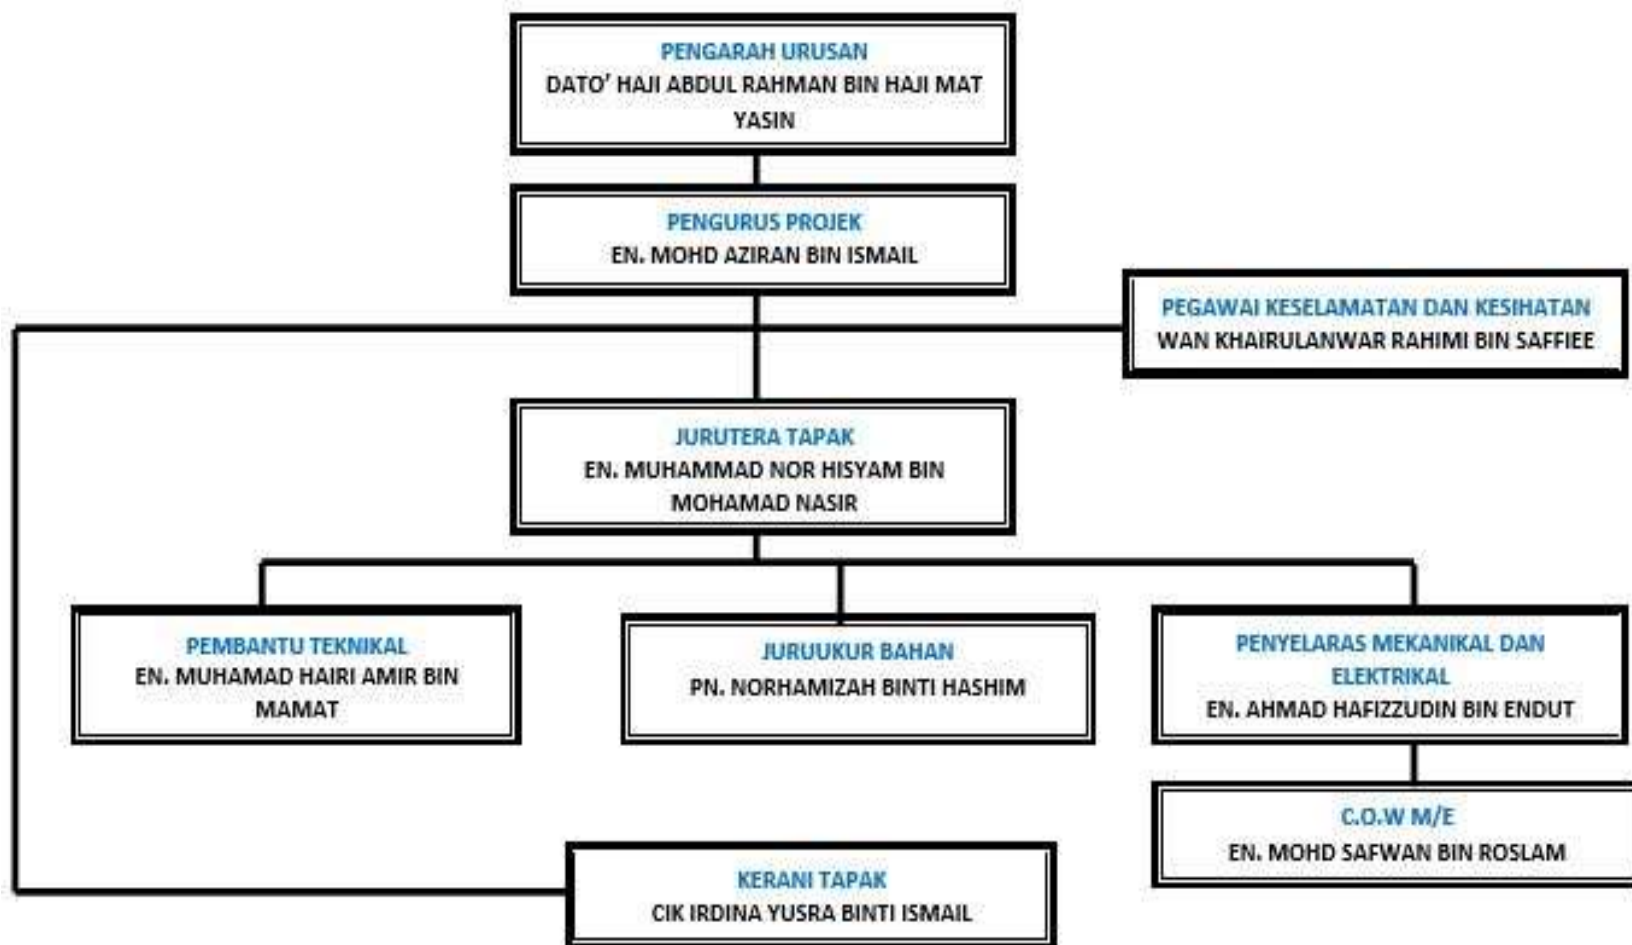 PENGARAH URUSAN
DATO' HAJI ABDUL RAHMAN BIN HAJI MAT
YASIN
PENGURUS PROJEK
EN. MOHD AZIRAN BIN ISMAIL
PEGAWAI KESELAMATAN DAN KESIHATAN
WAN KHAIRULANWAR RAHIMI BIN SAFFIEE
JURUTERA TAPAK
EN. MUHAMMAD NOR HISYAM BIN
MOHAMAD NASIR
PEMBANTU TEKNIKAL
EN. MUHAMAD HAIRI AMIR BIN
MAMAT
JURUUKUR BAHAN
PN. NORHAMIZAH BINTI HASHIM
PENYELARAS MEKANIKAL DAN
ELEKTRIKAL
EN. AHMAD HAFIZZUDIN BIN ENDUT
C.O.W M/E
EN. MOHD SAFWAN BIN ROSLAM
KERANI TAPAK
CIK IRDINA YUSRA BINTI ISMAIL